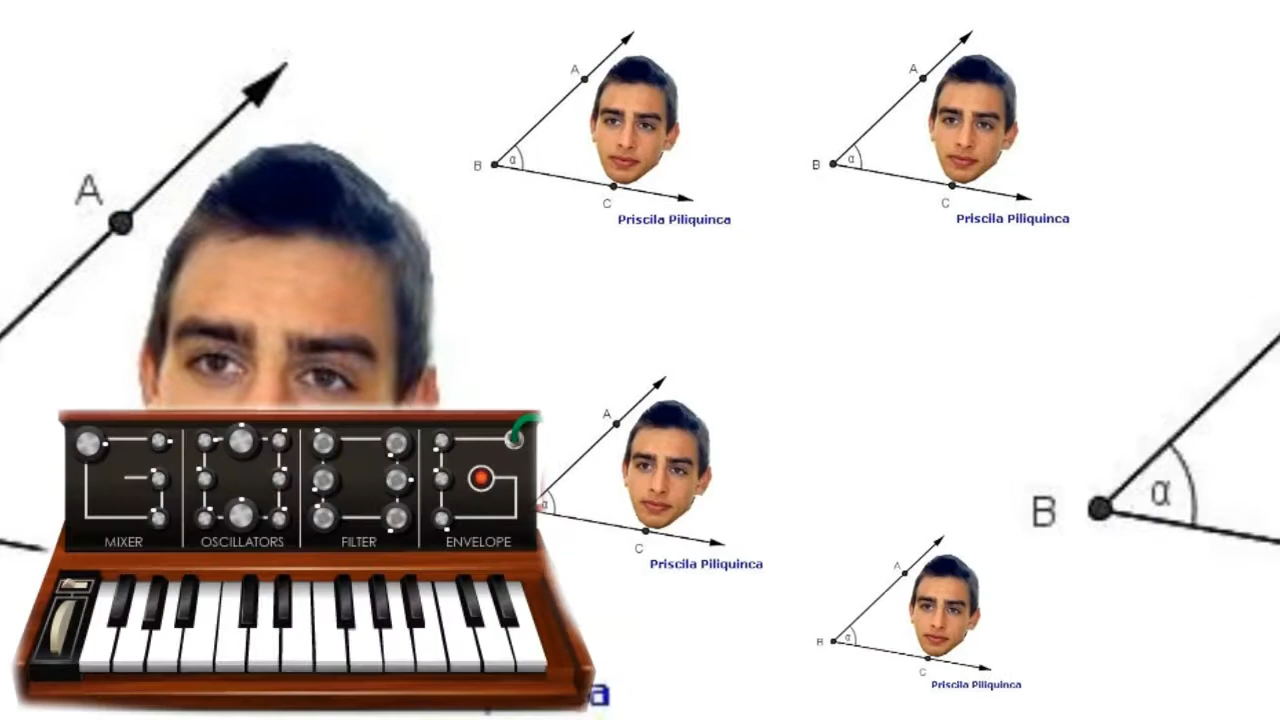 A
A
B
α
C
Priscila Piliquinca
A
B
α
C
Priscila Piliquinca
A
α
C
Priscila Piliquinca
B
α
A
B
α
C
Priscila Piliquinca
MIXER OSCILLATORS FILTER ENVELOPE
a